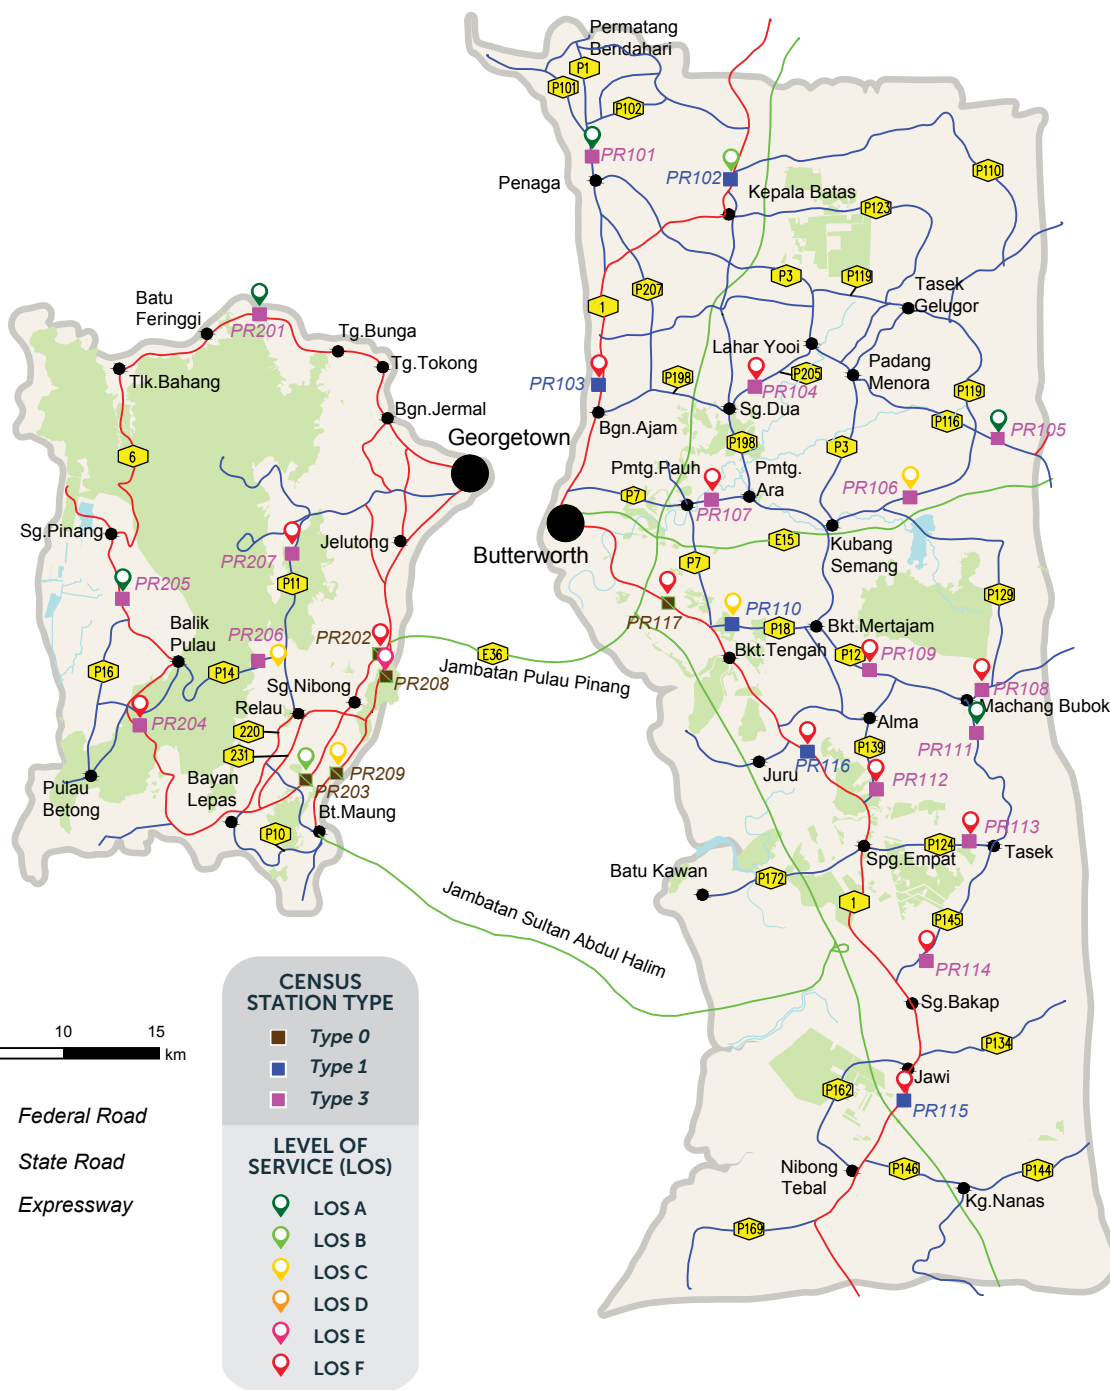 Permatang
Bendahari
P1
P101
P102
PR101
PR102
P110
Penaga
Kepala Batas
P123
P3
P119
P207
1
Tasek
Gelugor
Batu
Feringgi
PR201
Tg.Bunga
Tg.Tokong
Tlk.Bahang
Lahar Yooi
P205
Padang
Menora
PR103
P198
PR104
P119
Bgn.Jermal
Georgetown
Bgn.Ajam
Sg.Dua
P116
PR105
6
P198
P3
Pmtg.Pauh
Pmtg.
Ara
P7
PR107
PR106
Sg.Pinang
Jelutong
Butterworth
E15
Kubang
Semang
PR207
P11
P7
PR205
P129
PR117
PR110
P18
Bkt.Mertajam
Balik
Pulau
PR206
PR202
E36
Jambatan Pulau Pinang
Bkt.Tengah
P12
PR109
P16
P14
Sg.Nibong
PR208
PR108
Machang Bubok
Relau
PR204
220
231
Alma
PR111
P139
PR116
Juru
PR112
Pulau
Betong
Bayan
Lepas
PR209
PR203
Bt.Maung
P10
PR113
P124
Tasek
Spg.Empat
Batu Kawan
P172
1
P145
Jambatan Sultan Abdul Halim
PR114
Sg.Bakap
P134
Jawi
P162
PR115
Nibong
Tebal
P146
P144
Kg.Nanas
P169
CENSUS
STATION TYPE
Type 0
Type 1
Type 3
LEVEL OF
SERVICE (LOS)
LOS A
LOS B
LOS C
LOS D
LOS E
LOS F
10 15
km
Federal Road
State Road
Expressway